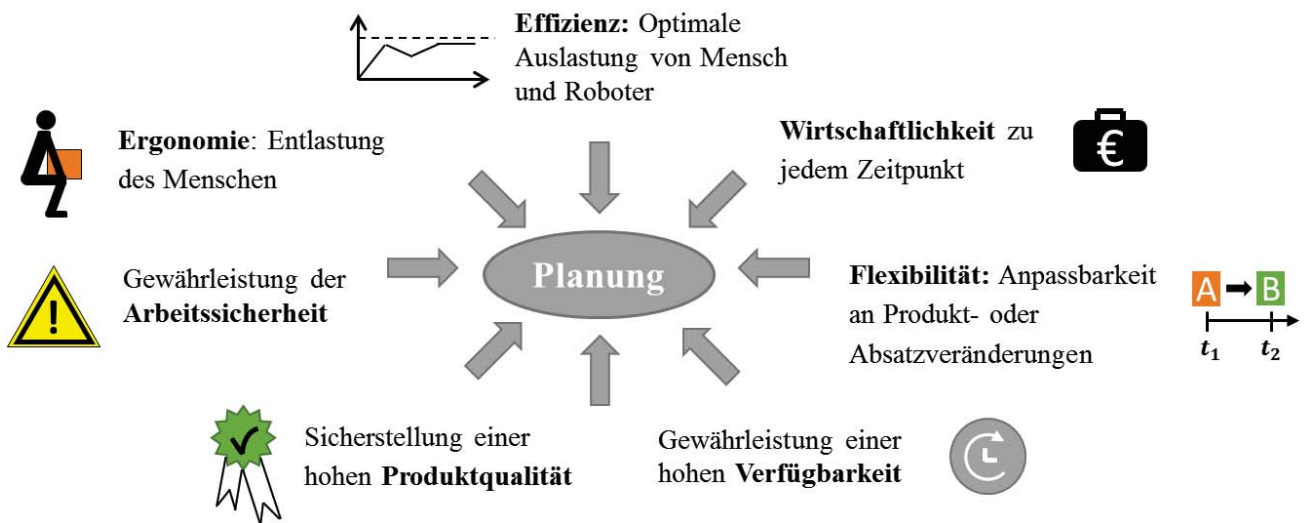 Effizienz: Optimale
Auslastung von Mensch
und Roboter
Ergonomie: Entlastung
des Menschen
Wirtschaftlichkeit zu
jedem Zeitpunkt
€
Gewährleistung der
Arbeitssicherheit
!
Planung
Flexibilität: Anpassbarkeit
an Produkt- oder
Absatzveränderungen
A B
t₁ t₂
Sicherstellung einer
hohen Produktqualität
Gewährleistung einer
hohen Verfügbarkeit